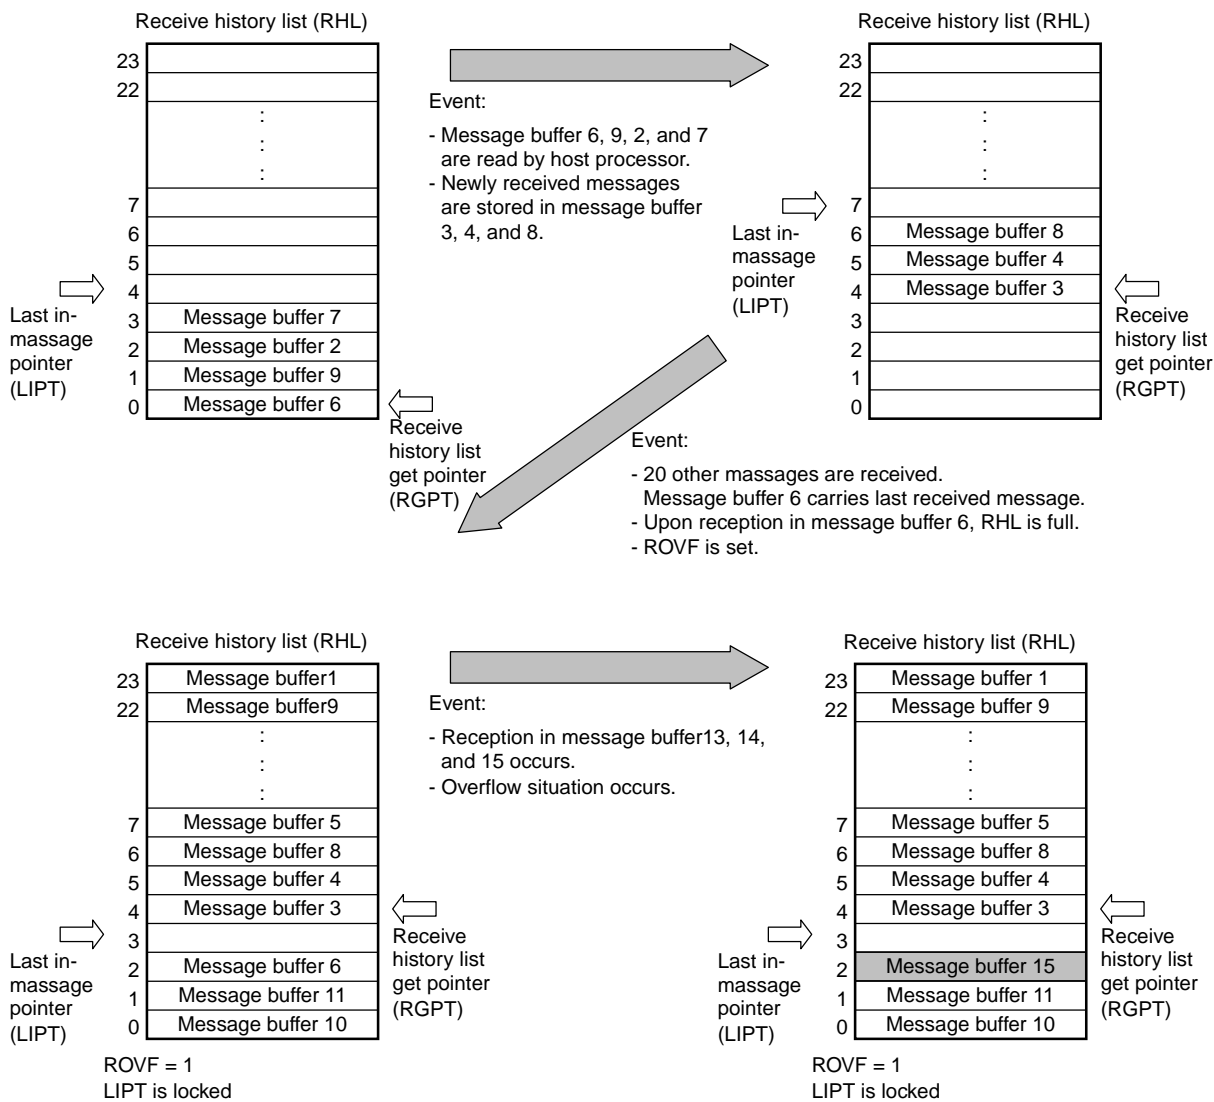 Receive history list (RHL)
23
22
:
:
:
7
6
5
4
3 Message buffer 7
2 Message buffer 2
1 Message buffer 9
0 Message buffer 6
Last in-
massage
pointer
(LIPT)
Receive
history list
get pointer
(RGPT)
Event:
- Message buffer 6, 9, 2, and 7
are read by host processor.
- Newly received messages
are stored in message buffer
3, 4, and 8.
Receive history list (RHL)
23
22
:
:
:
7
6 Message buffer 8
5 Message buffer 4
4 Message buffer 3
3
2
1
0
Last in-
massage
pointer
(LIPT)
Receive
history list
get pointer
(RGPT)
Event:
- 20 other massages are received.
Message buffer 6 carries last received message.
- Upon reception in message buffer 6, RHL is full.
- ROVF is set.
Receive history list (RHL)
23 Message buffer1
22 Message buffer9
:
:
:
7 Message buffer 5
6 Message buffer 8
5 Message buffer 4
4 Message buffer 3
3
2 Message buffer 6
1 Message buffer 11
0 Message buffer 10
Last in-
massage
pointer
(LIPT)
Receive
history list
get pointer
(RGPT)
ROVF = 1
LIPT is locked
Event:
- Reception in message buffer13, 14,
and 15 occurs.
- Overflow situation occurs.
Receive history list (RHL)
23 Message buffer 1
22 Message buffer 9
:
:
:
7 Message buffer 5
6 Message buffer 8
5 Message buffer 4
4 Message buffer 3
3
2 Message buffer 15
1 Message buffer 11
0 Message buffer 10
Last in-
massage
pointer
(LIPT)
Receive
history list
get pointer
(RGPT)
ROVF = 1
LIPT is locked